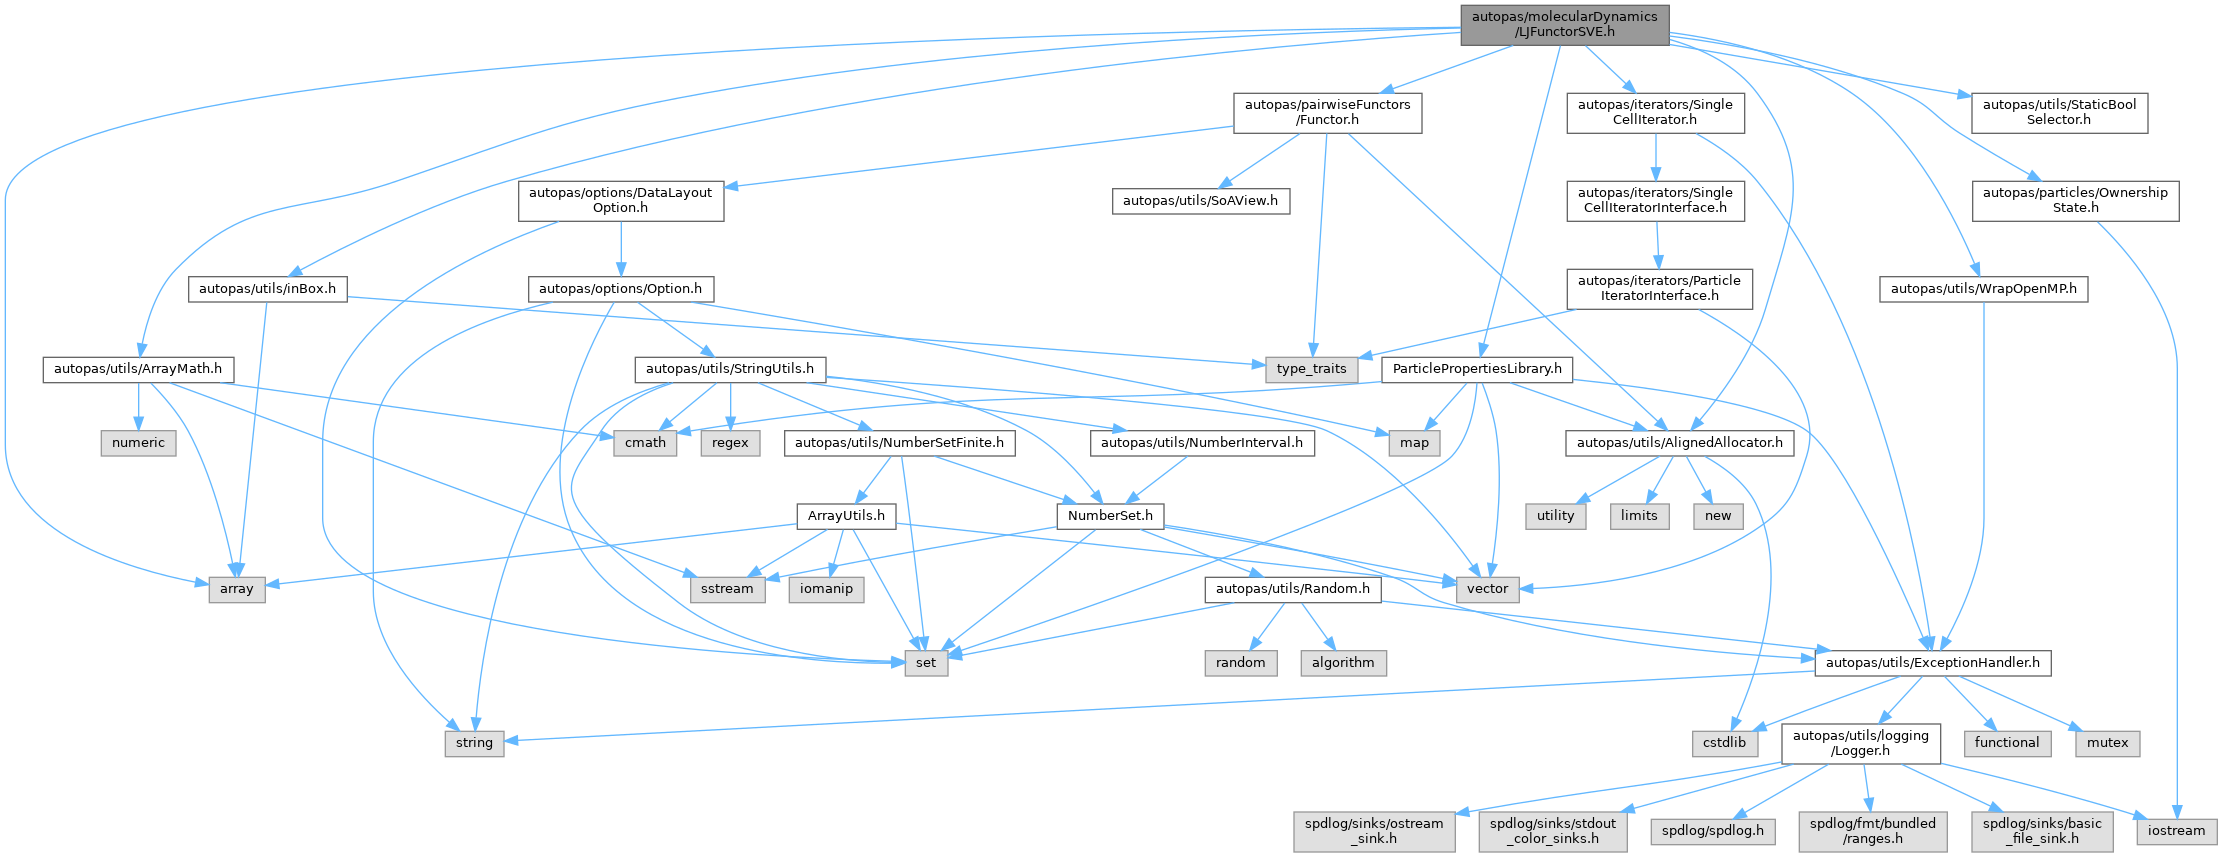 autopas/molecularDynamics
/LJFunctorSVE.h
autopas/pairwiseFunctors
/Functor.h
autopas/iterators/Single
CellIterator.h
autopas/utils/StaticBool
Selector.h
autopas/options/DataLayout
Option.h
autopas/utils/SoAView.h
autopas/iterators/Single
CellIteratorInterface.h
autopas/particles/Ownership
State.h
autopas/utils/inBox.h
autopas/options/Option.h
autopas/iterators/Particle
IteratorInterface.h
autopas/utils/WrapOpenMP.h
autopas/utils/ArrayMath.h
autopas/utils/StringUtils.h
type_traits
ParticlePropertiesLibrary.h
numeric
cmath
regex
autopas/utils/NumberSetFinite.h
autopas/utils/NumberInterval.h
map
autopas/utils/AlignedAllocator.h
ArrayUtils.h
NumberSet.h
utility
limits
new
array
sstream
iomanip
autopas/utils/Random.h
vector
set
random
algorithm
autopas/utils/ExceptionHandler.h
string
cstdlib
autopas/utils/logging
/Logger.h
functional
mutex
spdlog/sinks/ostream
_sink.h
spdlog/sinks/stdout
_color_sinks.h
spdlog/spdlog.h
spdlog/fmt/bundled
/ranges.h
spdlog/sinks/basic
_file_sink.h
iostream